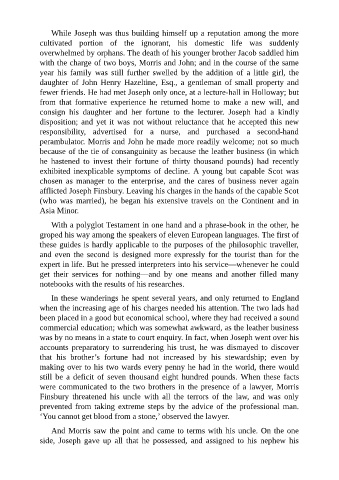 While Joseph was thus building himself up a reputation among the more
cultivated portion of the ignorant, his domestic life was suddenly
overwhelmed by orphans. The death of his younger brother Jacob saddled him
with the charge of two boys, Morris and John; and in the course of the same
year his family was still further swelled by the addition of a little girl, the
daughter of John Henry Hazeltine, Esq., a gentleman of small property and
fewer friends. He had met Joseph only once, at a lecture-hall in Holloway; but
from that formative experience he returned home to make a new will, and
consign his daughter and her fortune to the lecturer. Joseph had a kindly
disposition; and yet it was not without reluctance that he accepted this new
responsibility, advertised for a nurse, and purchased a second-hand
perambulator. Morris and John he made more readily welcome; not so much
because of the tie of consanguinity as because the leather business (in which
he hastened to invest their fortune of thirty thousand pounds) had recently
exhibited inexplicable symptoms of decline. A young but capable Scot was
chosen as manager to the enterprise, and the cares of business never again
afflicted Joseph Finsbury. Leaving his charges in the hands of the capable Scot
(who was married), he began his extensive travels on the Continent and in
Asia Minor.
With a polyglot Testament in one hand and a phrase-book in the other, he
groped his way among the speakers of eleven European languages. The first of
these guides is hardly applicable to the purposes of the philosophic traveller,
and even the second is designed more expressly for the tourist than for the
expert in life. But he pressed interpreters into his service—whenever he could
get their services for nothing—and by one means and another filled many
notebooks with the results of his researches.
In these wanderings he spent several years, and only returned to England
when the increasing age of his charges needed his attention. The two lads had
been placed in a good but economical school, where they had received a sound
commercial education; which was somewhat awkward, as the leather business
was by no means in a state to court enquiry. In fact, when Joseph went over his
accounts preparatory to surrendering his trust, he was dismayed to discover
that his brother’s fortune had not increased by his stewardship; even by
making over to his two wards every penny he had in the world, there would
still be a deficit of seven thousand eight hundred pounds. When these facts
were communicated to the two brothers in the presence of a lawyer, Morris
Finsbury threatened his uncle with all the terrors of the law, and was only
prevented from taking extreme steps by the advice of the professional man.
‘You cannot get blood from a stone,’ observed the lawyer.
And Morris saw the point and came to terms with his uncle. On the one
side, Joseph gave up all that he possessed, and assigned to his nephew his